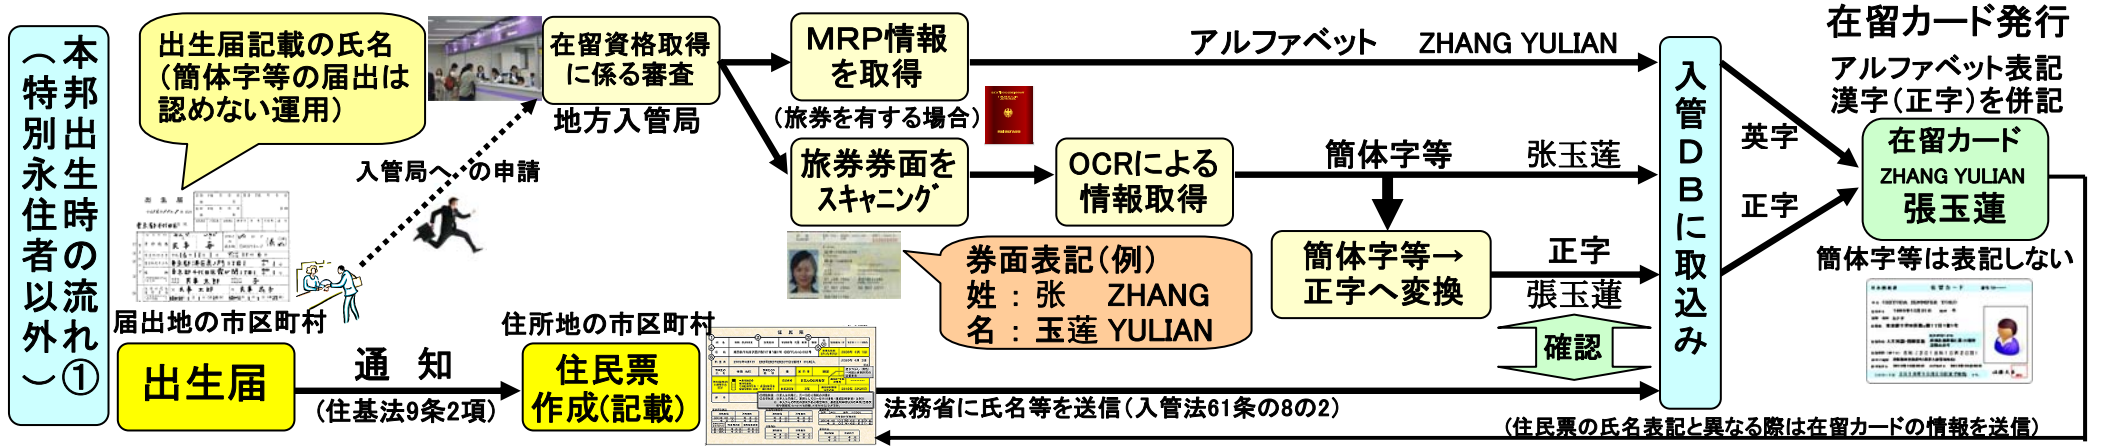 本邦出生時の流れ①
（特別永住者以外）
出生届記載の氏名
（簡体字等の届出は
認めない運用）
出生届
届出地の市区町村
出生届
通　知
（住基法9条2項）
入管局への申請
在留資格取得
に係る審査
地方入管局
住所地の市区町村
住民票
作成(記載)
住民票
MRP情報
を取得
（旅券を有する場合）
アルファベット　ZHANG YULIAN
旅券券面を
スキャニング
OCRによる
情報取得
簡体字等　张玉莲
簡体字等→
正字へ変換
正字
張玉蓮
確認
券面表記（例）
姓：张　ZHANG
名：玉莲 YULIAN
法務省に氏名等を送信（入管法61条の8の2）
入管DBに取込み
英字
正字
在留カード発行
アルファベット表記
漢字（正字）を併記
在留カード
ZHANG YULIAN
張玉蓮
簡体字等は表記しない
在留カード
（住民票の氏名表記と異なる際は在留カードの情報を送信）